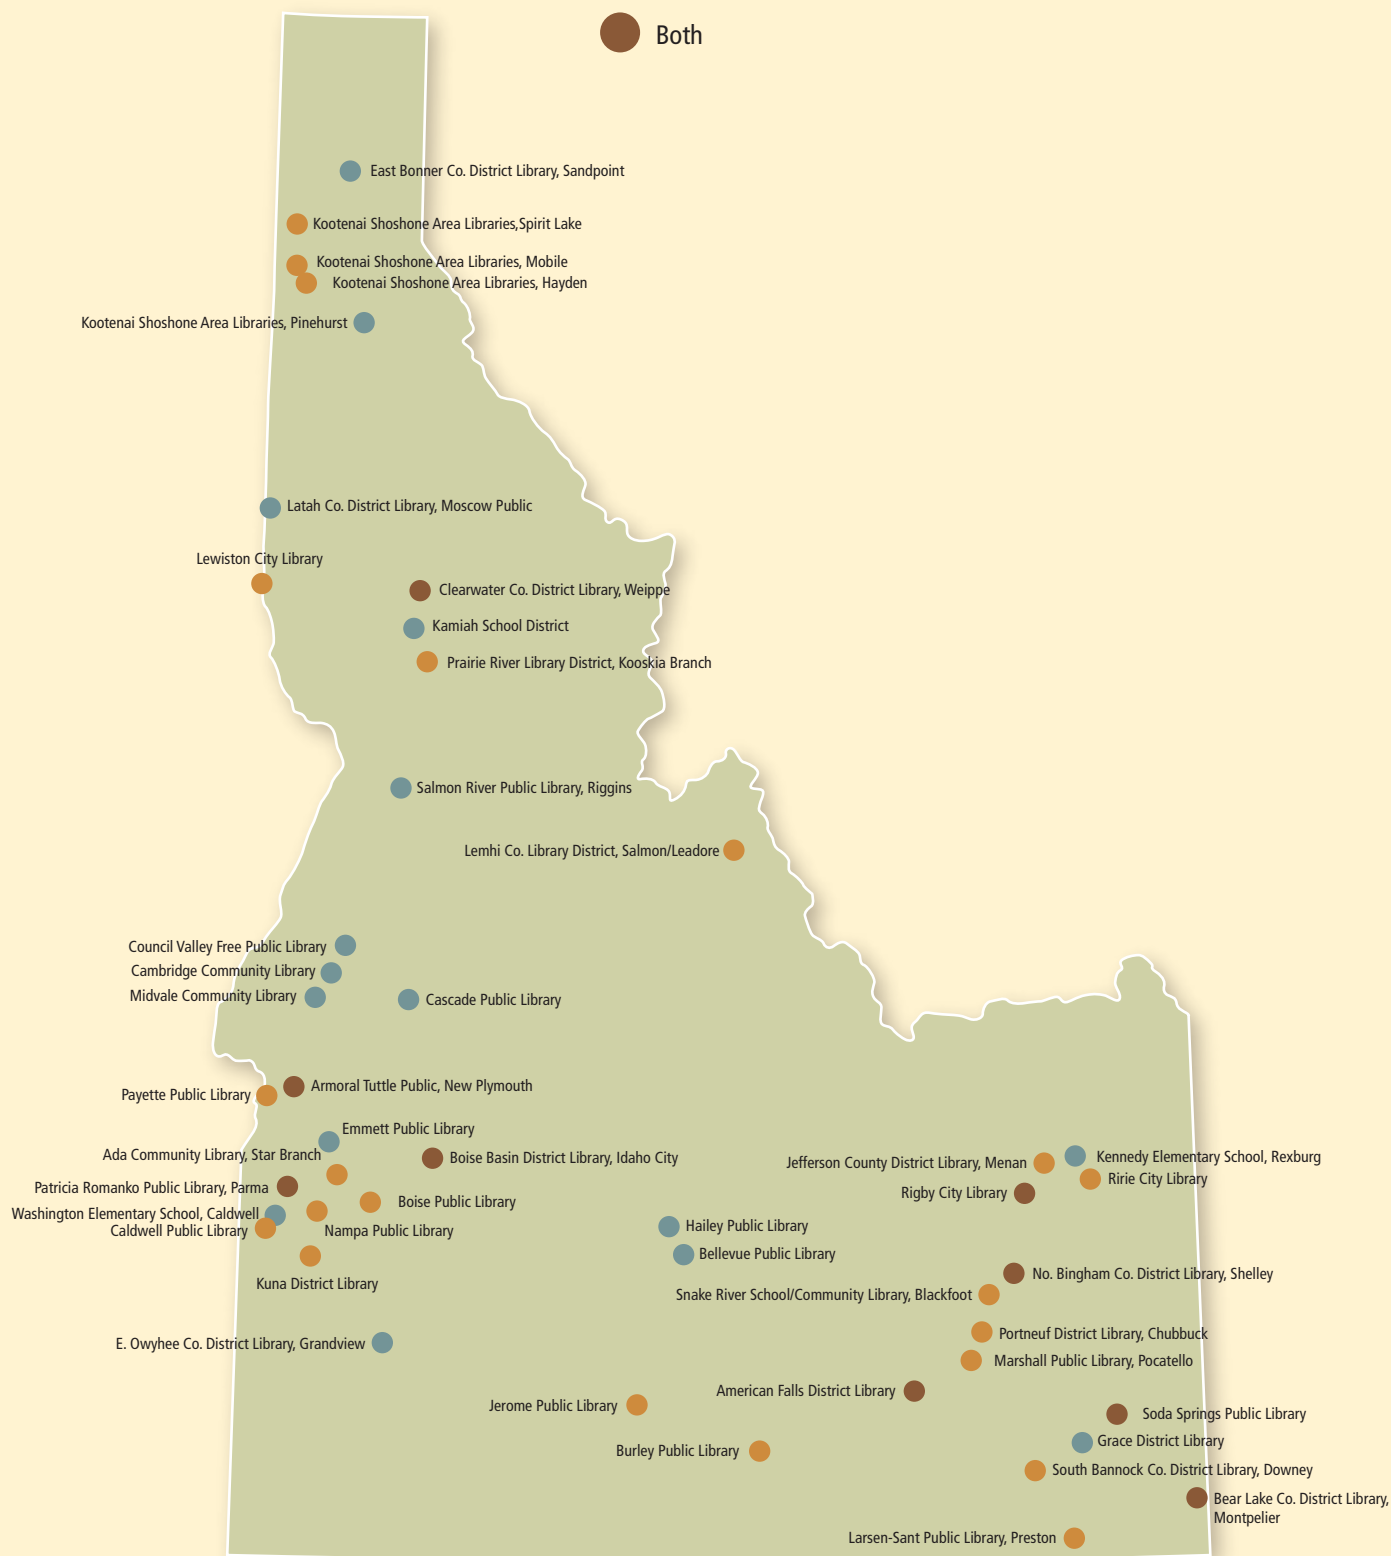 Both
East Bonner Co. District Library, Sandpoint
Kootenai Shoshone Area Libraries,Spirit Lake
Kootenai Shoshone Area Libraries, Mobile
Kootenai Shoshone Area Libraries, Hayden
Kootenai Shoshone Area Libraries, Pinehurst
Latah Co. District Library, Moscow Public
Lewiston City Library
Clearwater Co. District Library, Weippe
Kamiah School District
Prairie River Library District, Kooskia Branch
Salmon River Public Library, Riggins
Lemhi Co. Library District, Salmon/Leadore
Council Valley Free Public Library
Cambridge Community Library
Midvale Community Library
Cascade Public Library
Armoral Tuttle Public, New Plymouth
Payette Public Library
Emmett Public Library
Ada Community Library, Star Branch
Boise Basin District Library, Idaho City
Kennedy Elementary School, Rexburg
Jefferson County District Library, Menan
Ririe City Library
Patricia Romanko Public Library, Parma
Rigby City Library
Boise Public Library
Washington Elementary School, Caldwell
Caldwell Public Library
Nampa Public Library
Hailey Public Library
Bellevue Public Library
No. Bingham Co. District Library, Shelley
Kuna District Library
Snake River School/Community Library, Blackfoot
Portneuf District Library, Chubbuck
E. Owyhee Co. District Library, Grandview
Marshall Public Library, Pocatello
American Falls District Library
Jerome Public Library
Soda Springs Public Library
Grace District Library
Burley Public Library
South Bannock Co. District Library, Downey
Bear Lake Co. District Library,
Montpelier
Larsen-Sant Public Library, Preston